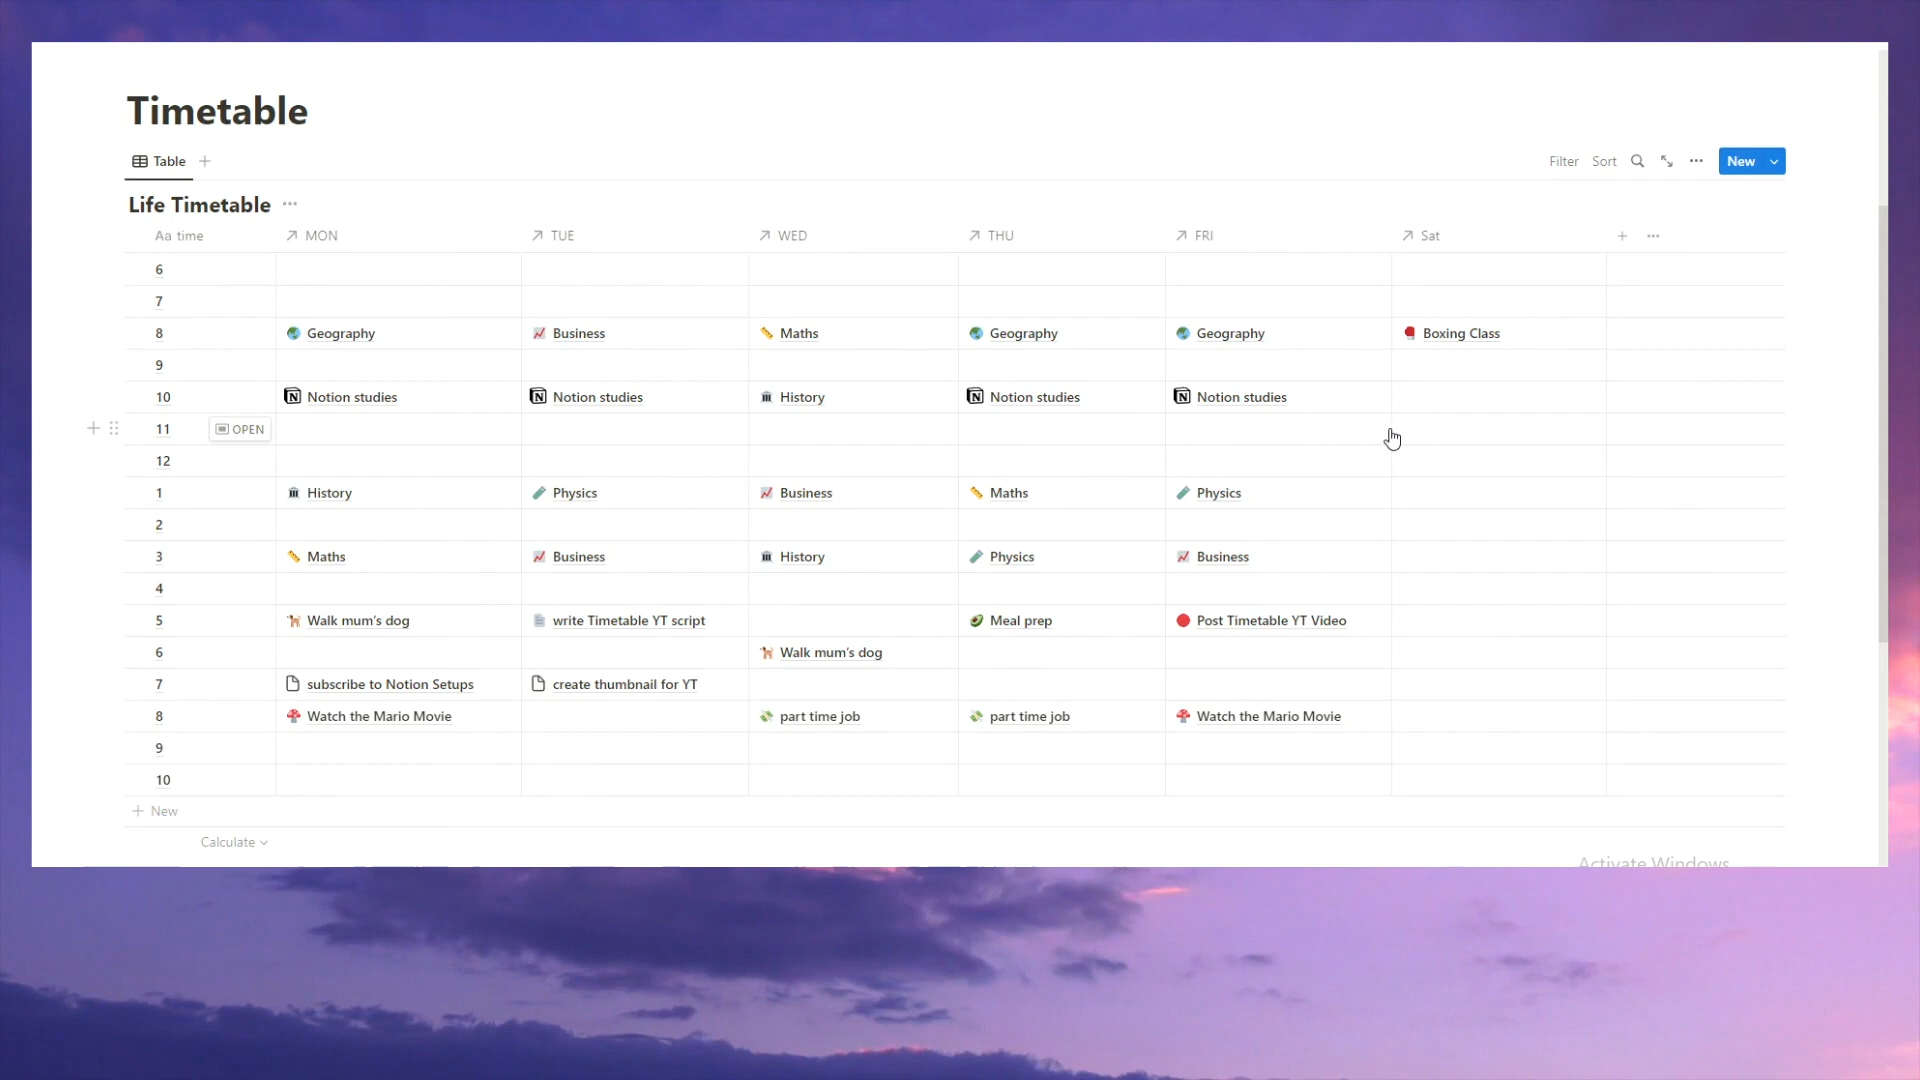 Timetable
Table
Filter Sort New
Life Timetable
Aa time MON TUE WED THU FRI Sat
6
7
8 Geography Business Maths Geography Geography Boxing Class
9
10 Notion studies Notion studies History Notion studies Notion studies
11 OPEN
12
1 History Physics Business Maths Physics
2
3 Maths Business History Physics Business
4
5 Walk mum's dog write Timetable YT script Meal prep Post Timetable YT Video
6 Walk mum's dog
7 subscribe to Notion Setups create thumbnail for YT
8 Watch the Mario Movie part time job part time job Watch the Mario Movie
9
10
+ New
Calculate
Activate Windows